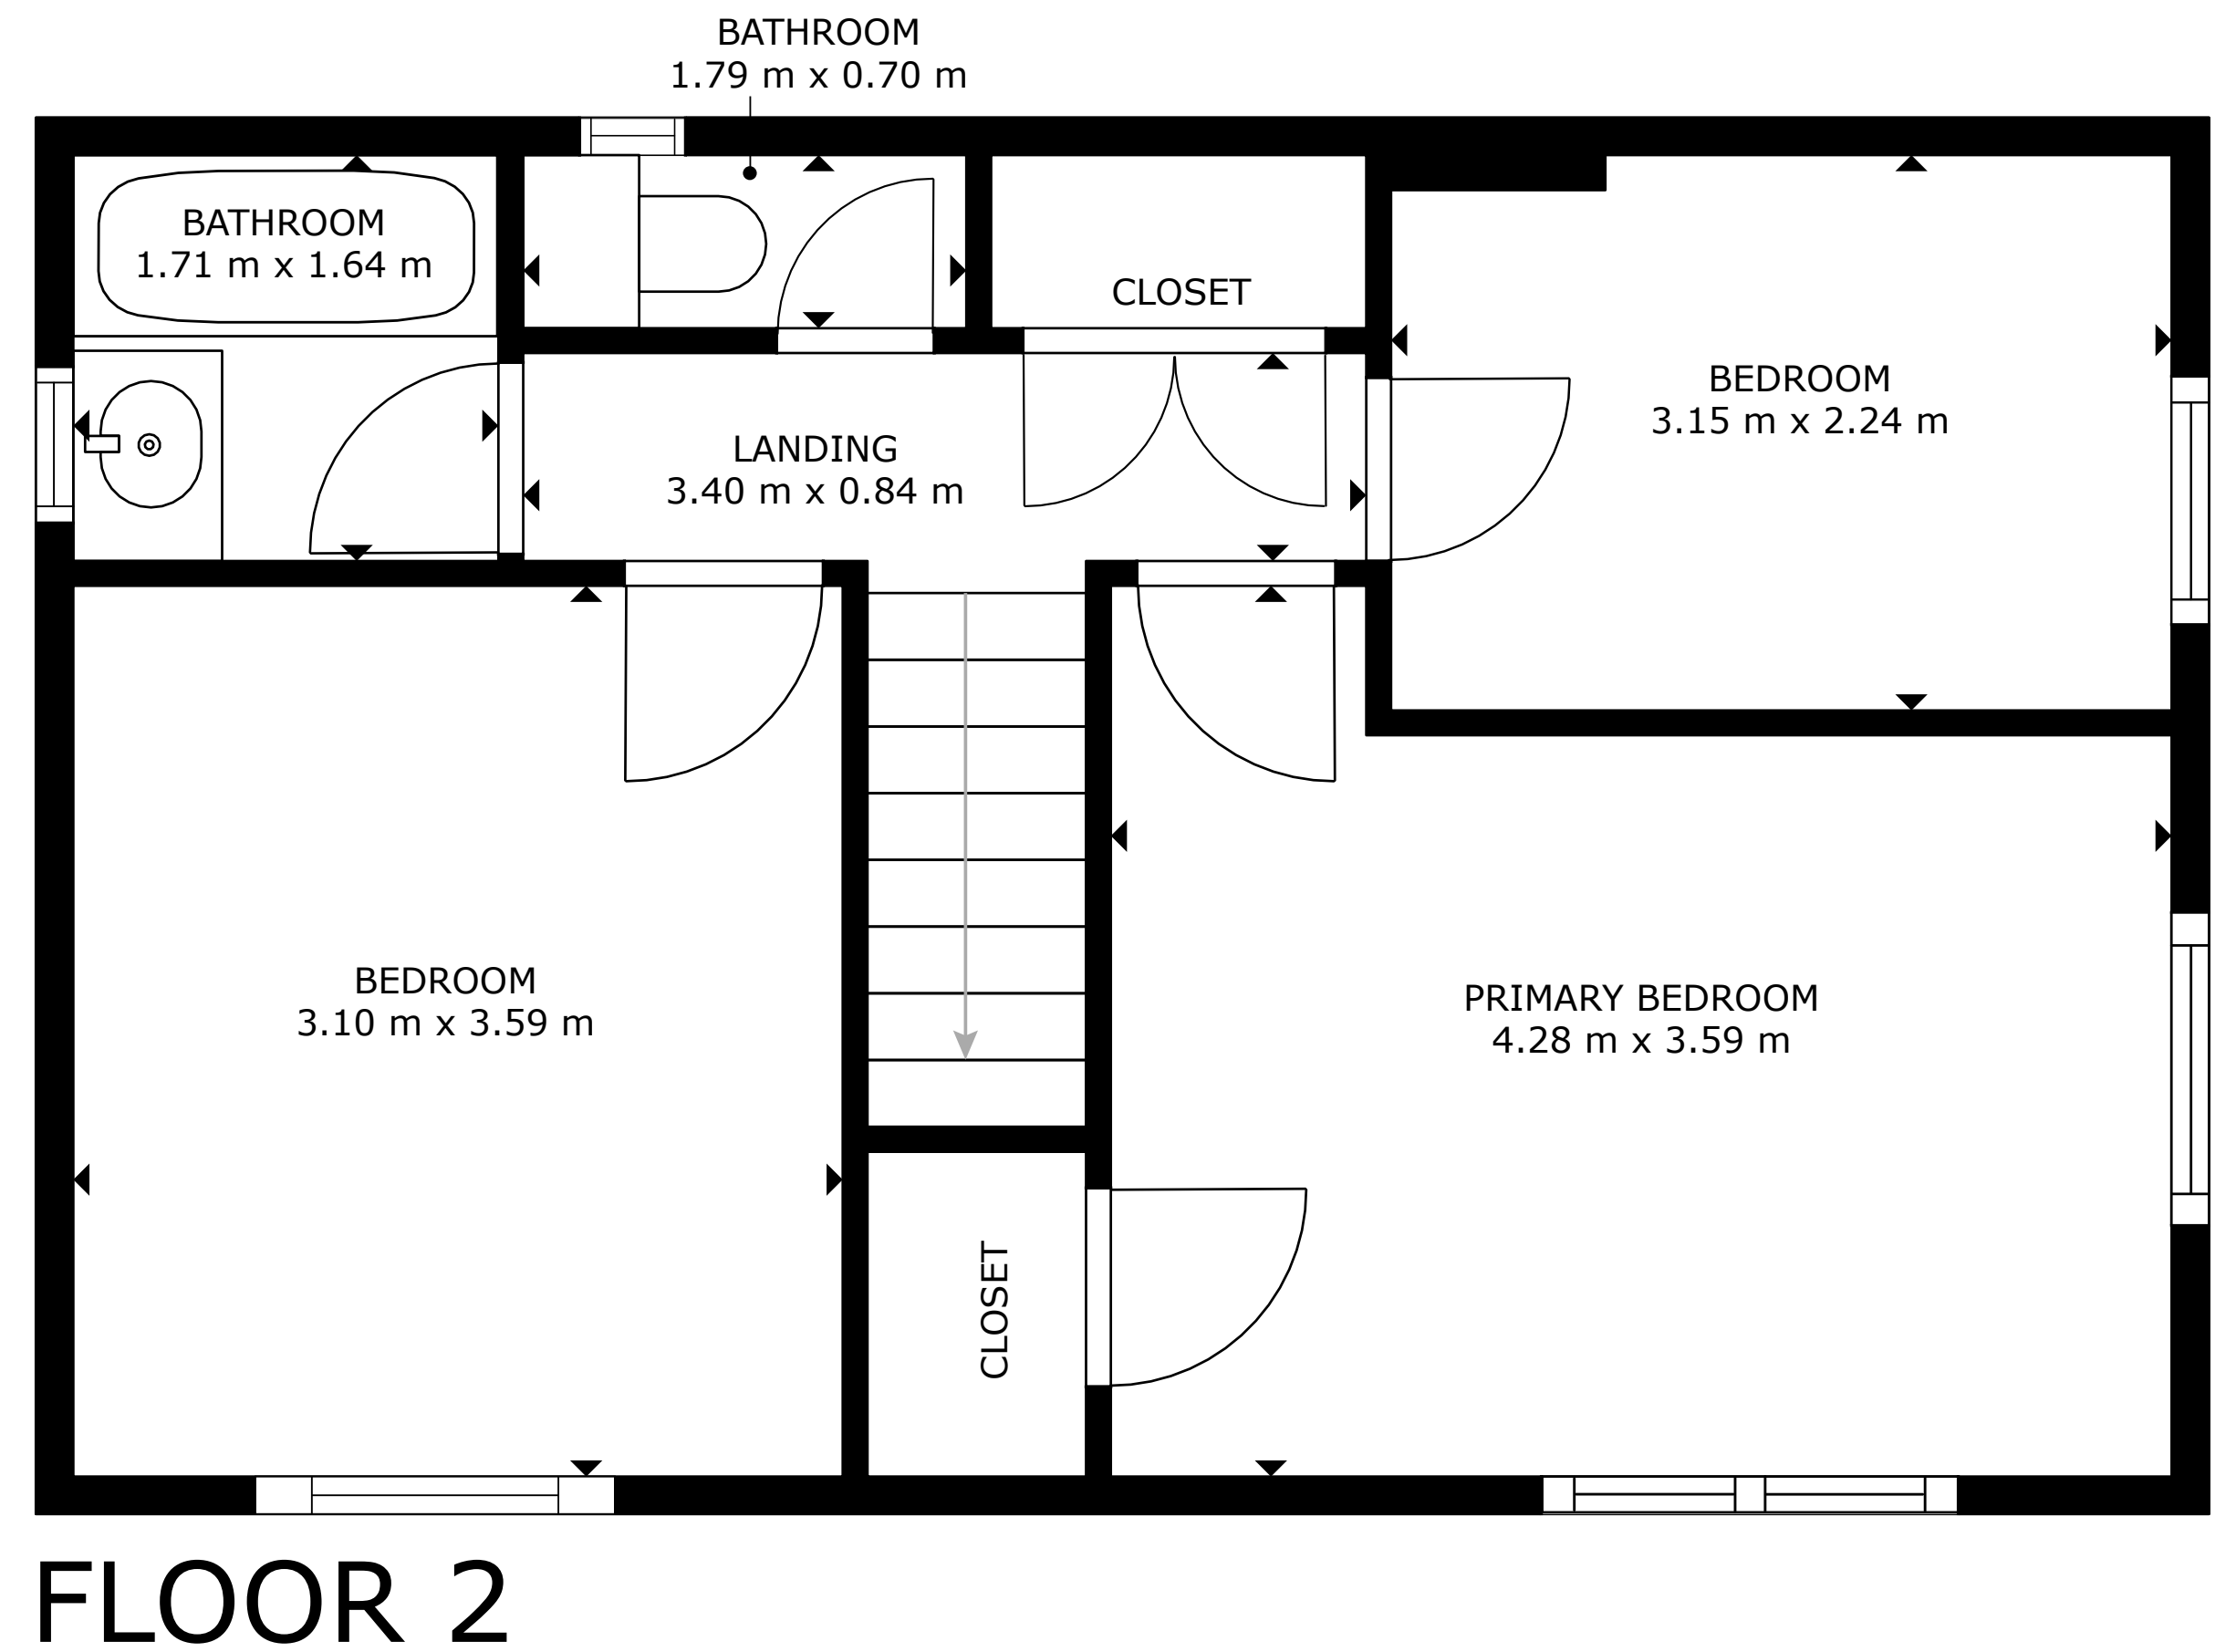 BATHROOM
1.79 m x 0.70 m
BATHROOM
1.71 m x 1.64 m
CLOSET
BEDROOM
3.15 m x 2.24 m
LANDING
3.40 m x 0.84 m
BEDROOM
3.10 m x 3.59 m
PRIMARY BEDROOM
4.28 m x 3.59 m
CLOSET
FLOOR 2